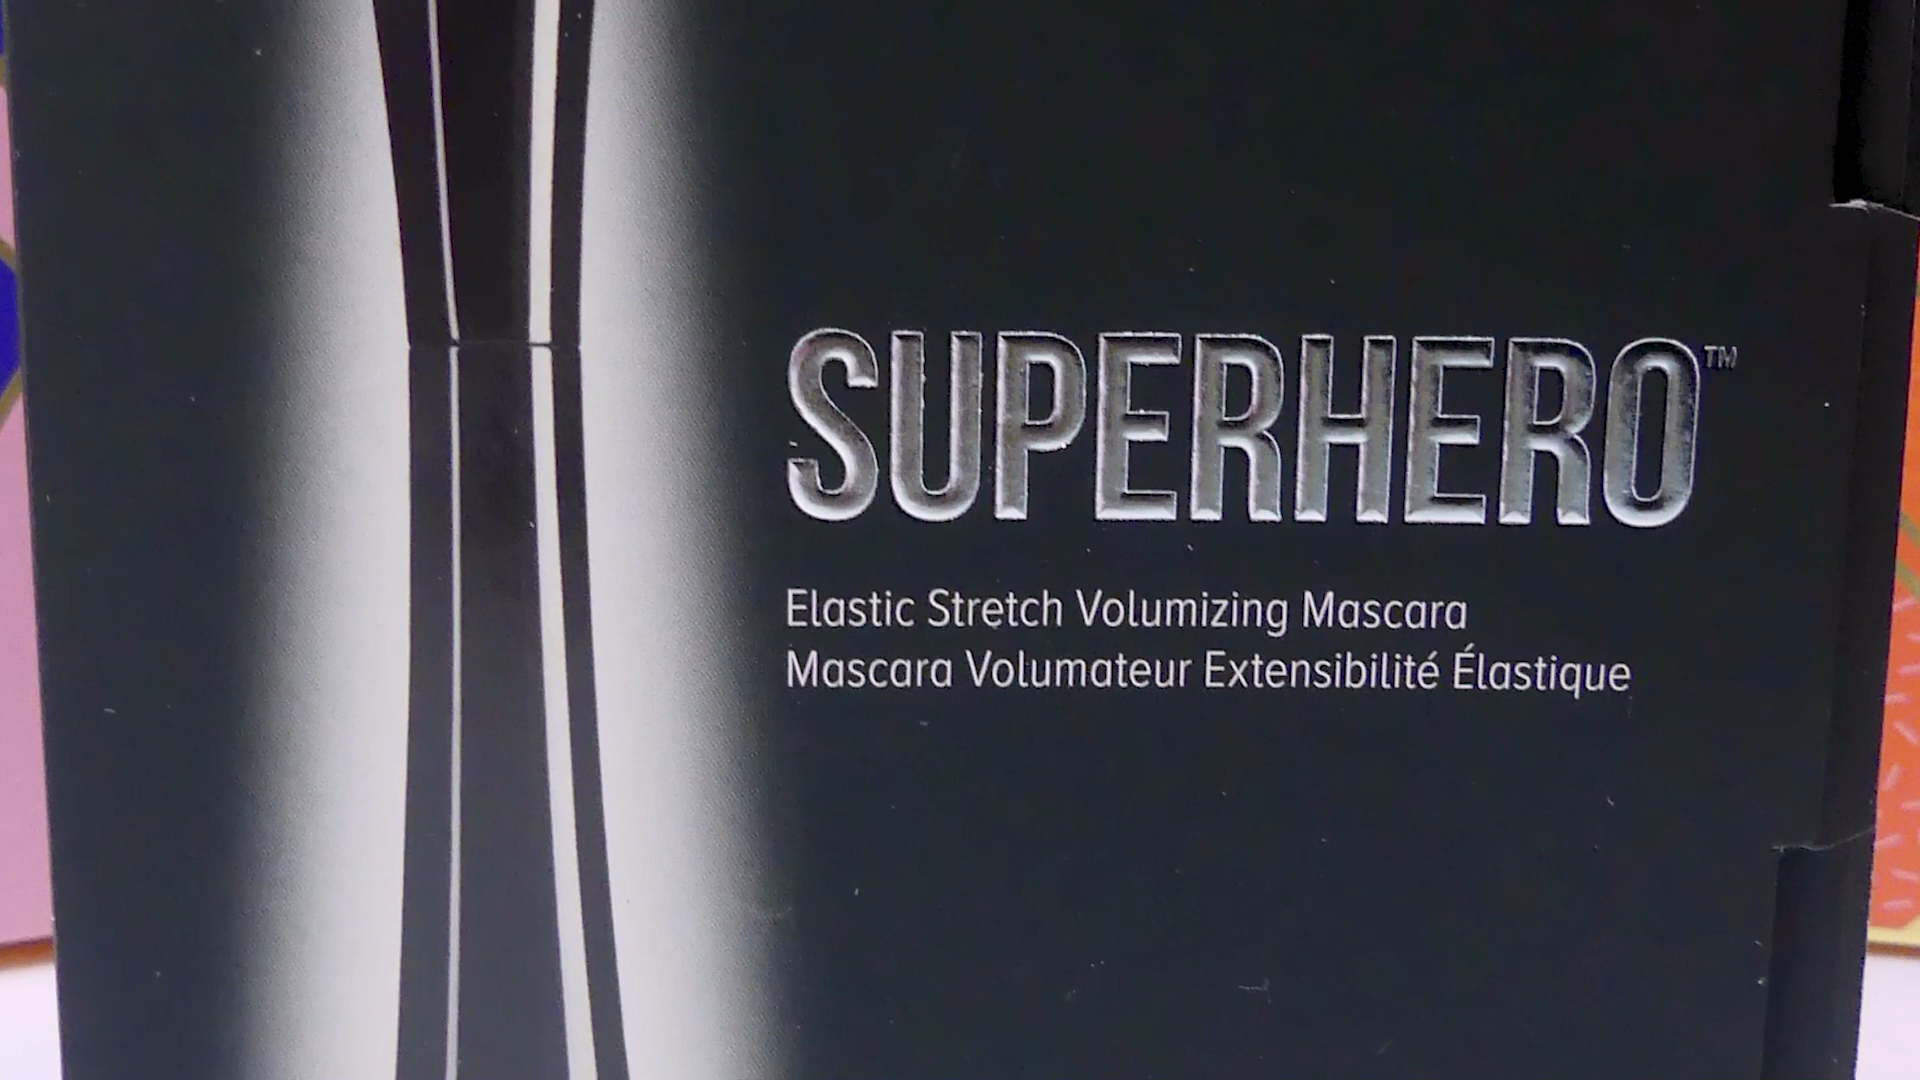 SUPERHERO™
Elastic Stretch Volumizing Mascara
Mascara Volumateur Extensibilité Élastique